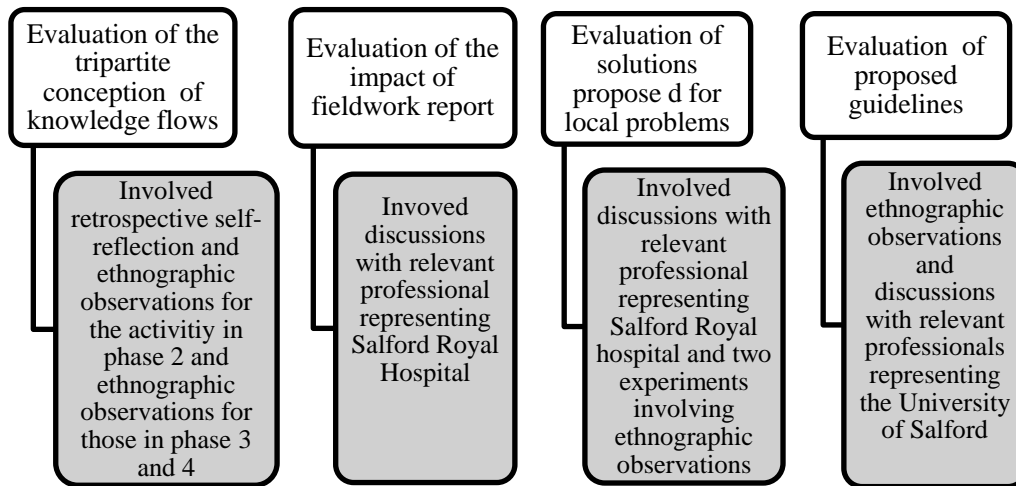 Evaluation of the
tripartite
conception of
knowledge flows
Involved
retrospective self-
reflection and
ethnographic
observations for
the activitiy in
phase 2 and
ethnographic
observations for
those in phase 3
and 4
Evaluation of the
impact of
fieldwork report
Invoved
discussions
with relevant
professional
representing
Salford Royal
Hospital
Evaluation of
solutions
propose d for
local problems
Involved
discussions with
relevant
professional
representing
Salford Royal
hospital and two
experiments
involving
ethnographic
observations
Evaluation of
proposed
guidelines
Involved
ethnographic
observations
and
discussions
with relevant
professionals
representing
the University
of Salford